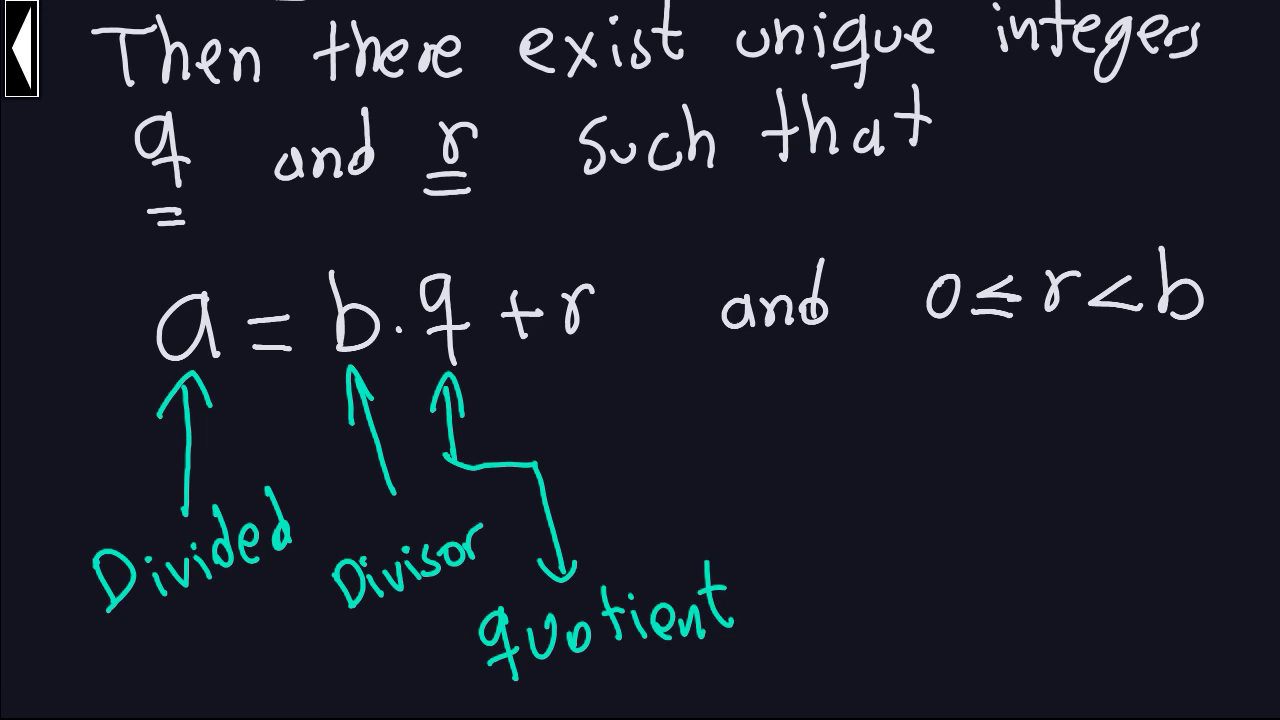 Then there exist unique integers
q and r such that
a = b · q + r and 0 ≤ r < b
Divided Divisor
quotient